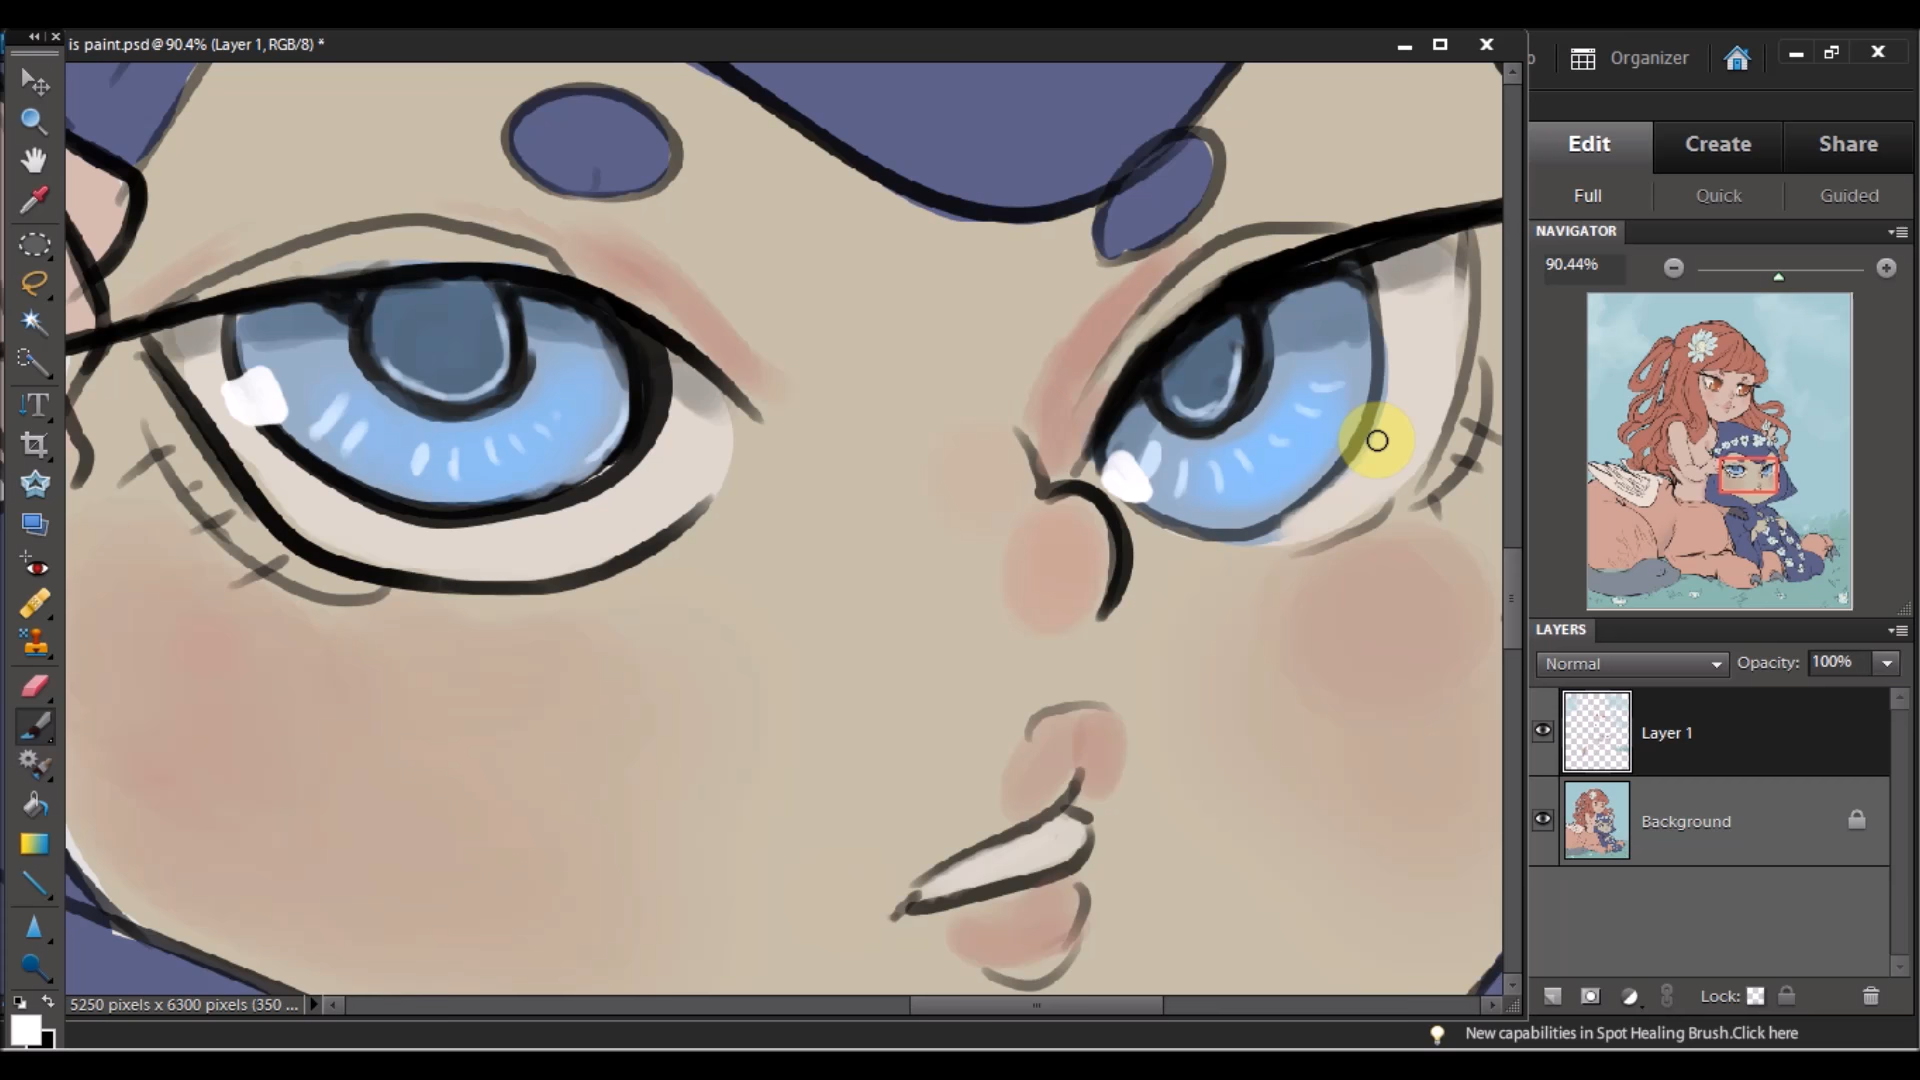 is paint.psd @ 90.4% (Layer 1, RGB/8) *
Organizer
Edit
Create
Share
Full
Quick
Guided
NAVIGATOR
90.44%
LAYERS
Normal
Opacity: 100%
Layer 1
Background
Lock:
5250 pixels x 6300 pixels (350 ...
New capabilities in Spot Healing Brush.Click here